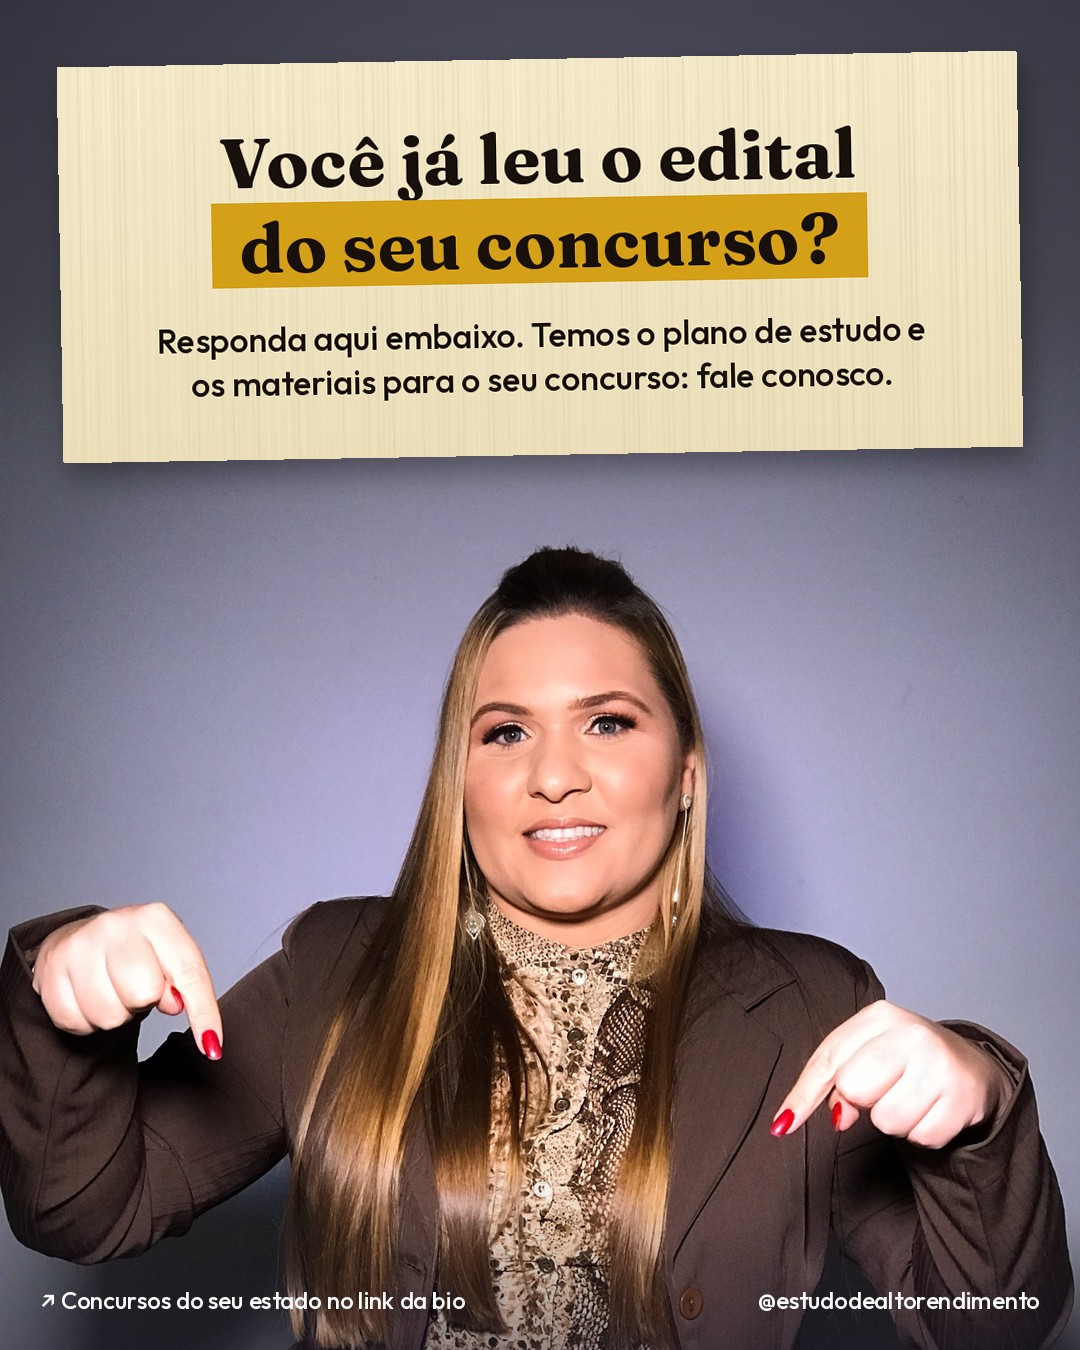 Você já leu o edital
do seu concurso?
Responda aqui embaixo. Temos o plano de estudo e
os materiais para o seu concurso: fale conosco.
↗ Concursos do seu estado no link da bio
@estudodealtorendimento